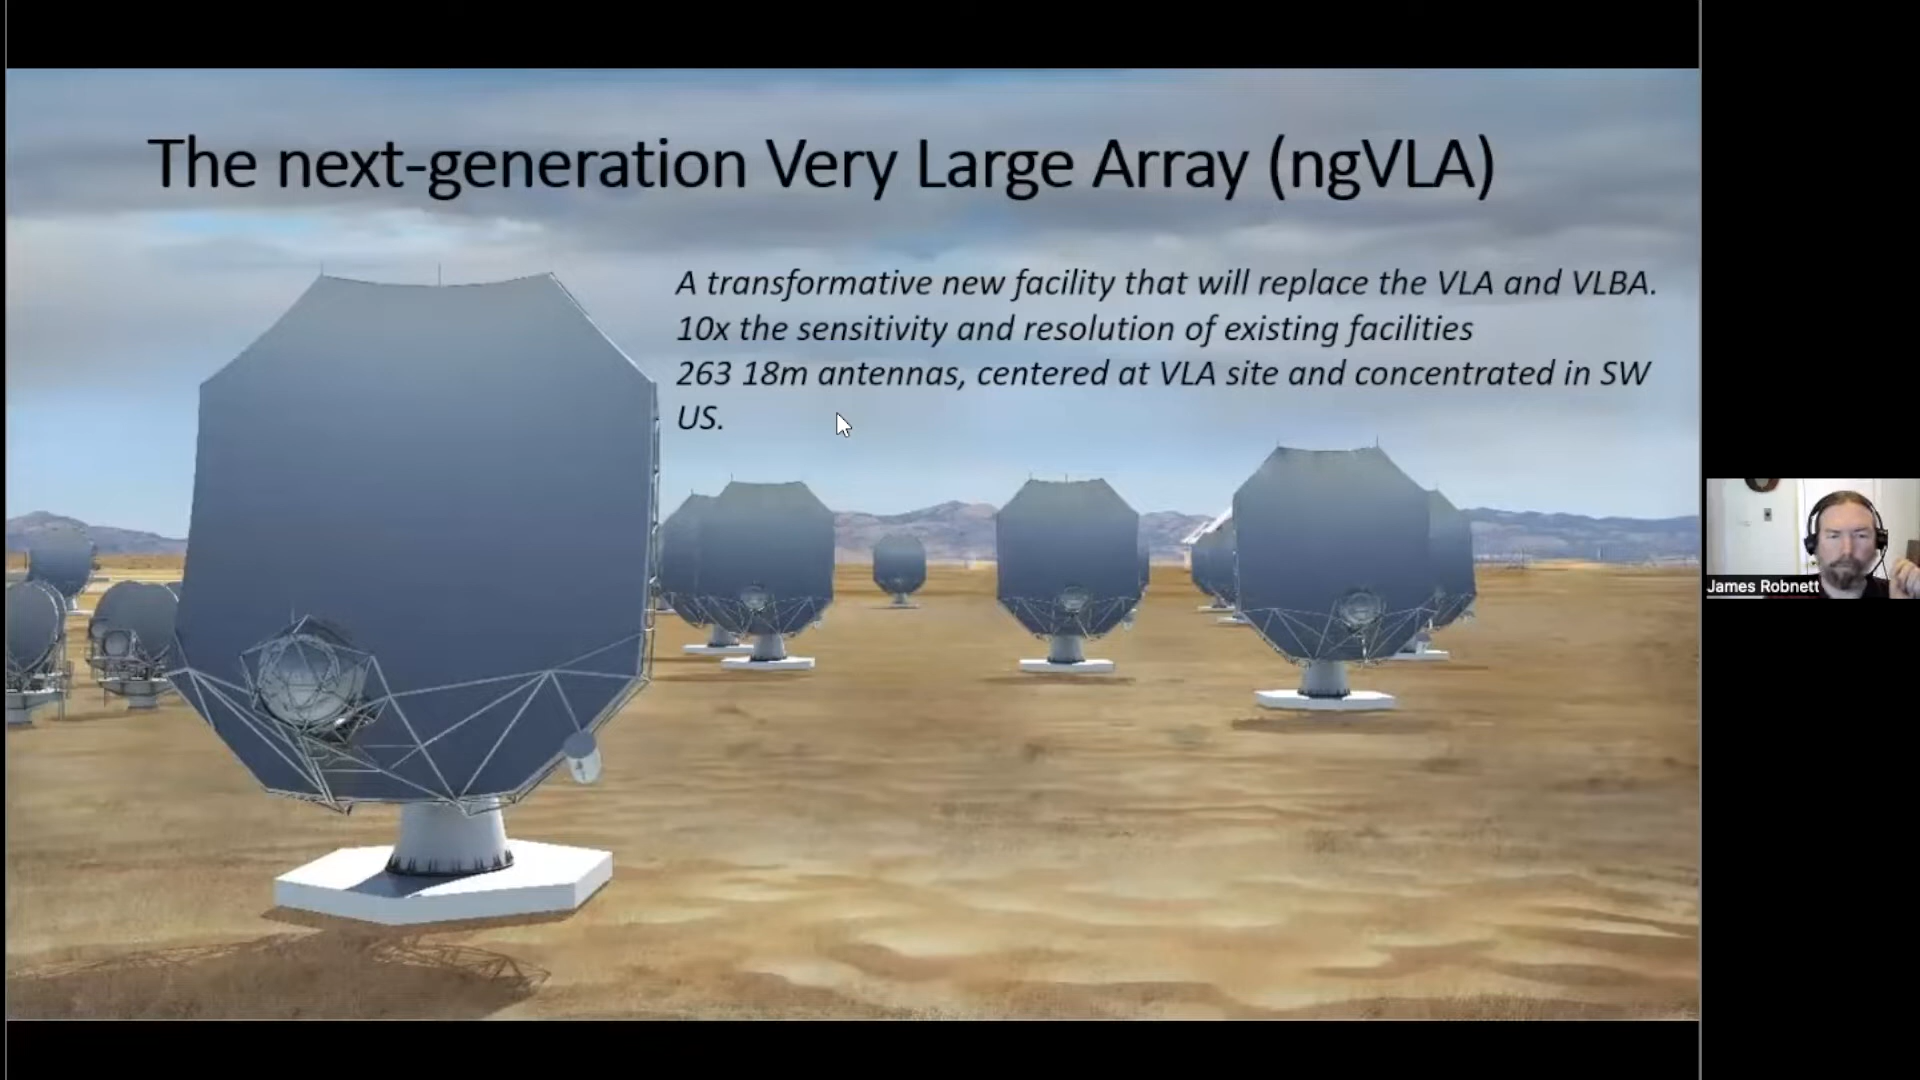 The next-generation Very Large Array (ngVLA)
A transformative new facility that will replace the VLA and VLBA.
10x the sensitivity and resolution of existing facilities
263 18m antennas, centered at VLA site and concentrated in SW
US.
James Robnett